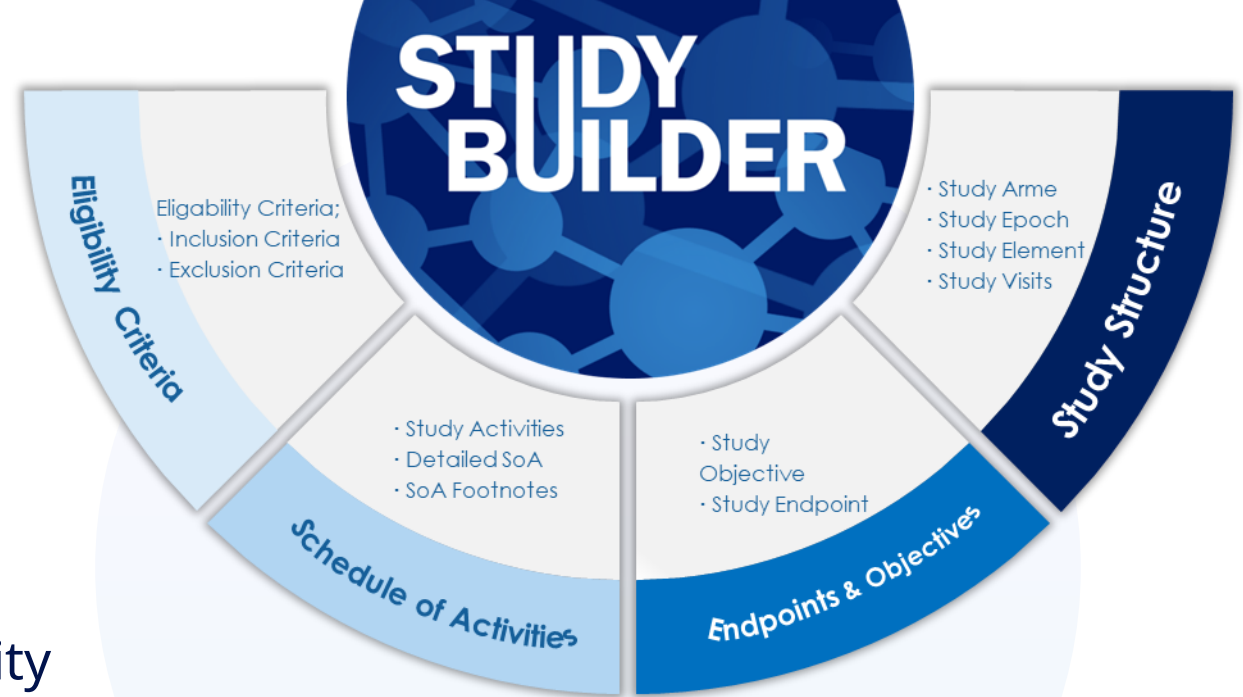 STUDY
BUILDER
Eligibility Criteria
Eligability Criteria;
· Inclusion Criteria
· Exclusion Criteria
Schedule of Activities
· Study Activities
· Detailed SoA
· SoA Footnotes
Endpoints & Objectives
· Study
Objective
· Study Endpoint
Study Structure
· Study Arme
· Study Epoch
· Study Element
· Study Visits
ity